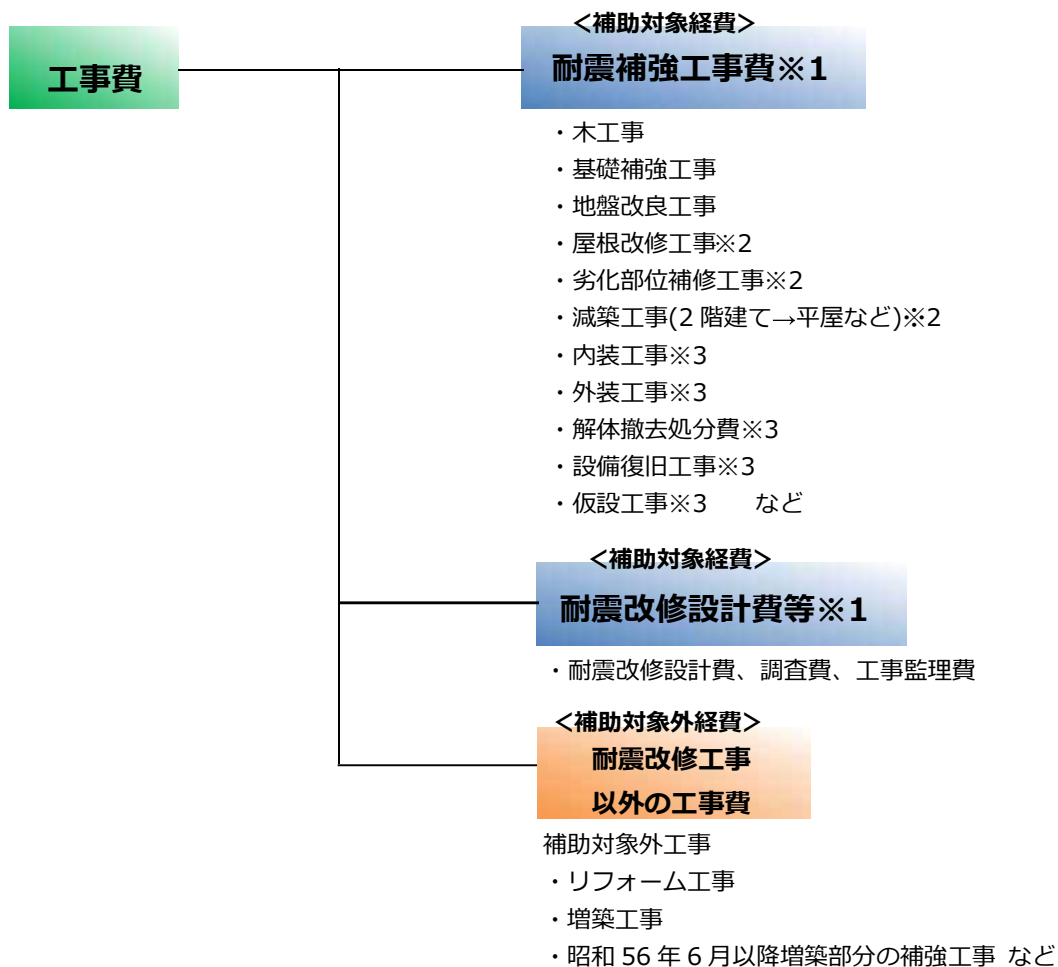 工事費
＜補助対象経費＞
耐震補強工事費※1
・木工事
・基礎補強工事
・地盤改良工事
・屋根改修工事※2
・劣化部位補修工事※2
・減築工事(2 階建て→平屋など)※2
・内装工事※3
・外装工事※3
・解体撤去処分費※3
・設備復旧工事※3
・仮設工事※3　　など
＜補助対象経費＞
耐震改修設計費等※1
・耐震改修設計費、調査費、工事監理費
＜補助対象外経費＞
耐震改修工事
以外の工事費
補助対象外工事
・リフォーム工事
・増築工事
・昭和 56 年 6 月以降増築部分の補強工事 など